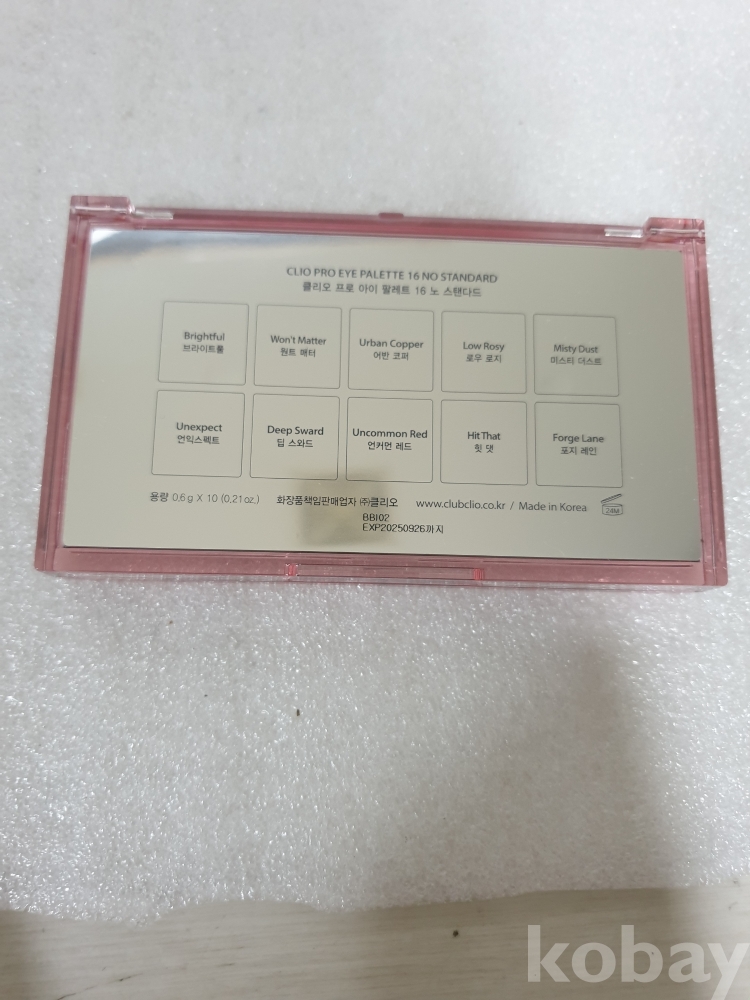 CLIO PRO EYE PALETTE 16 NO STANDARD
클리오 프로 아이 팔레트 16 노 스탠다드
Brightful
브라이트풀
Won't Matter
원트 매터
Urban Copper
어반 코퍼
Low Rosy
로우 로지
Misty Dust
미스티 더스트
Unexpect
언익스펙트
Deep Sward
딥 스와드
Uncommon Red
언커먼 레드
Hit That
힛 댓
Forge Lane
포지 레인
용량 0.6 g X 10 (0.21oz.) 화장품책임판매업자 ㈜클리오 www.clubclio.co.kr / Made in Korea 24M
BBI02
EXP20250926까지
kobay